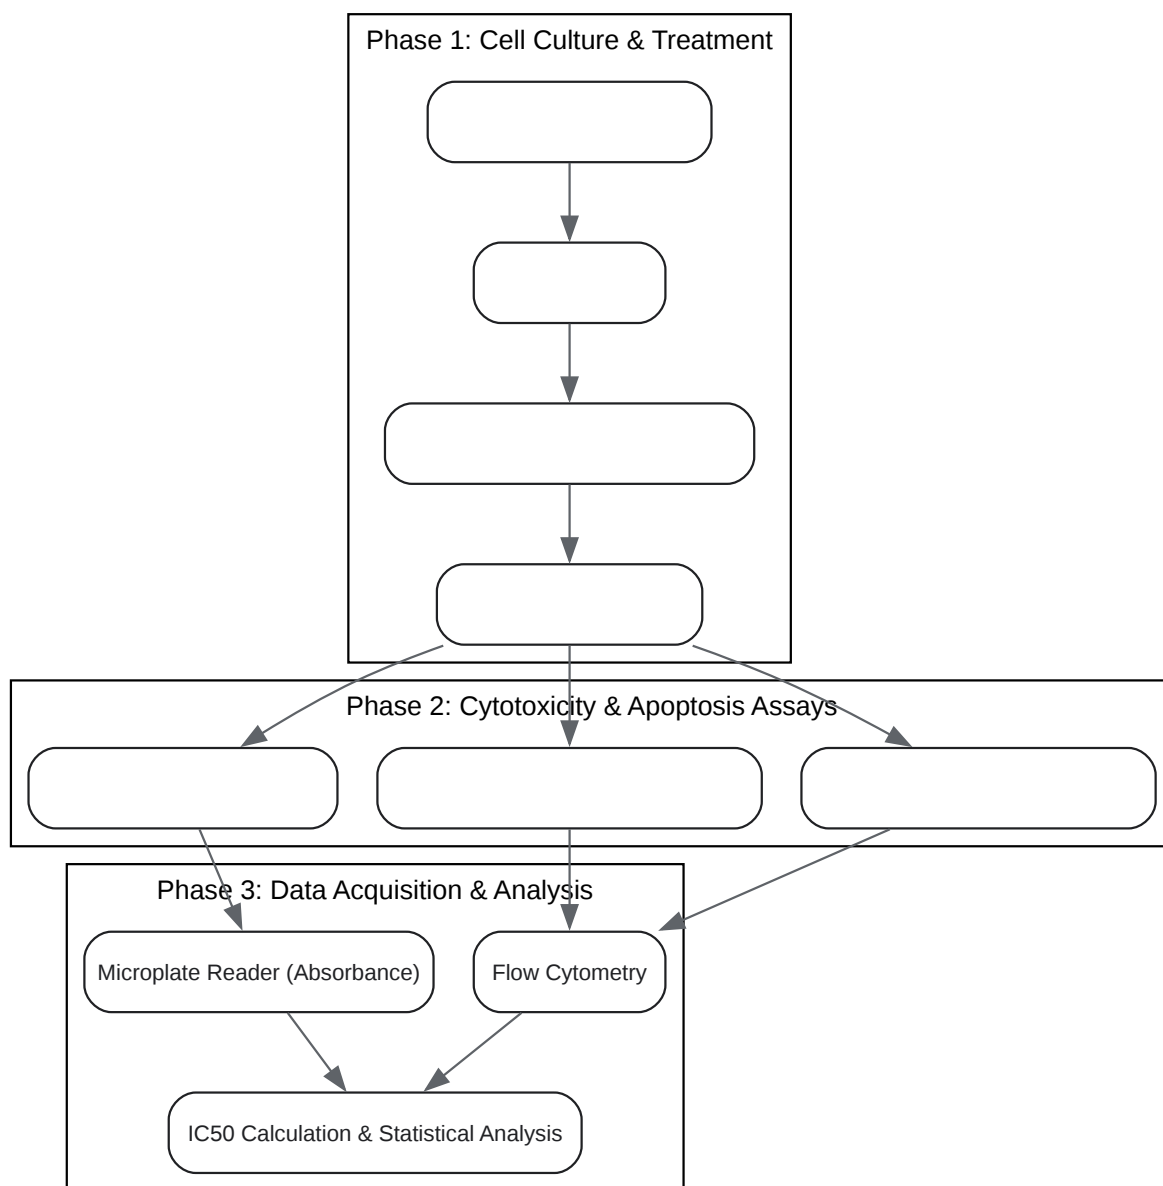 Phase 1: Cell Culture & Treatment
Phase 2: Cytotoxicity & Apoptosis Assays
Phase 3: Data Acquisition & Analysis
Microplate Reader (Absorbance)
Flow Cytometry
IC50 Calculation & Statistical Analysis